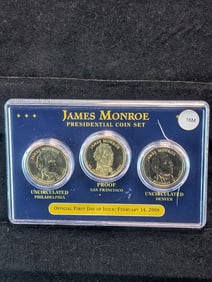 JAMES MONROE
PRESIDENTIAL COIN SET
PROOF
SAN FRANCISCO
UNCIRCULATED
PHILADELPHIA
UNCIRCULATED
DENVER
OFFICIAL FIRST DAY OF ISSUE: FEBRUARY 14, 2008